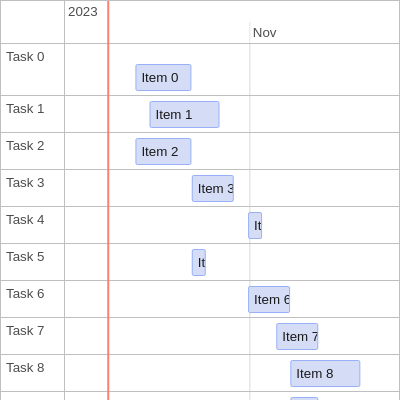 2023
Nov
Task 0
Item 0
Task 1
Item 1
Task 2
Item 2
Task 3
Item 3
Task 4
It
Task 5
It
Task 6
Item 6
Task 7
Item 7
Task 8
Item 8